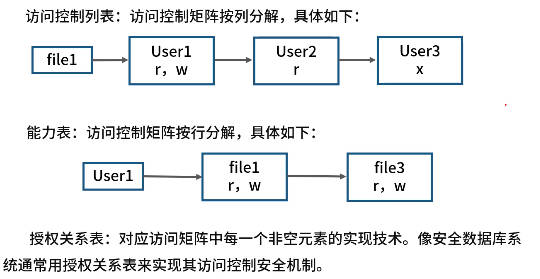 访问控制列表：访问控制矩阵按列分解，具体如下：
file1
User1
r，w
User2
r
User3
x
能力表：访问控制矩阵按行分解，具体如下：
User1
file1
r，w
file3
r，w
授权关系表：对应访问矩阵中每一个非空元素的实现技术。像安全数据库系
统通常用授权关系表来实现其访问控制安全机制。